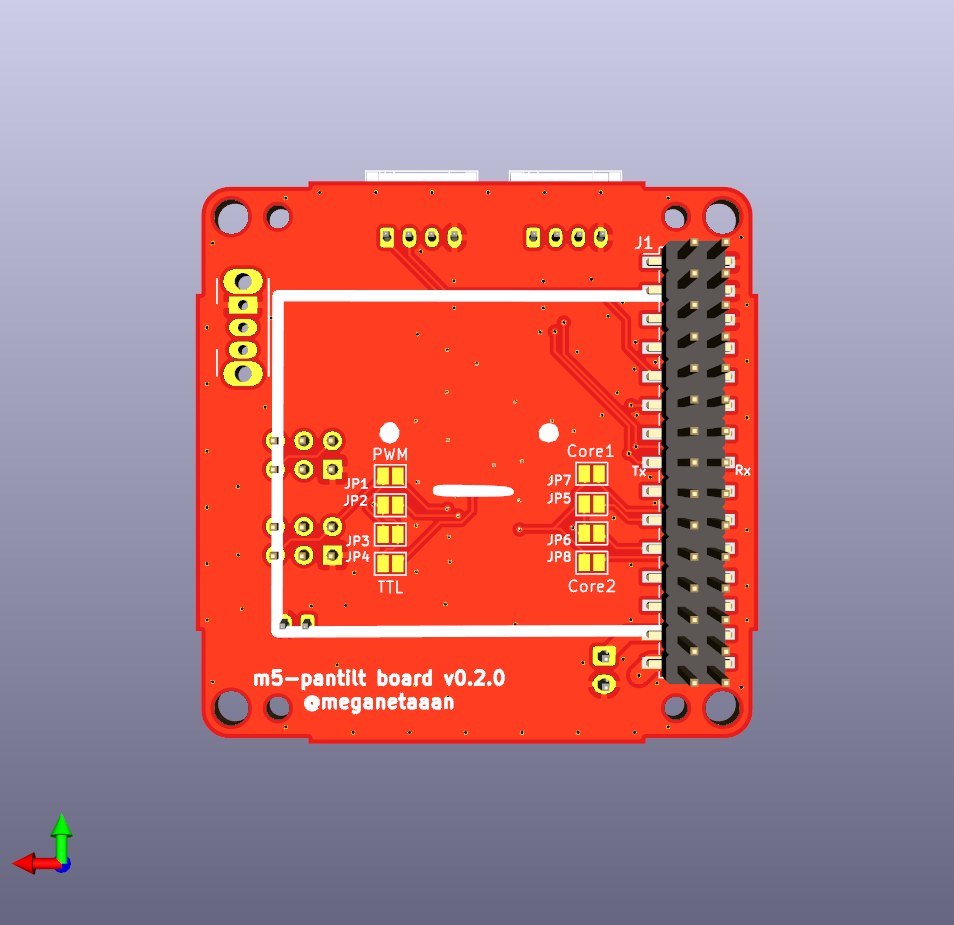 J1
PWM
Core1
JP1
JP7
Tx
Rx
JP2
JP5
JP3
JP6
JP4
JP8
TTL
Core2
m5-pantilt board v0.2.0
@meganetaaan